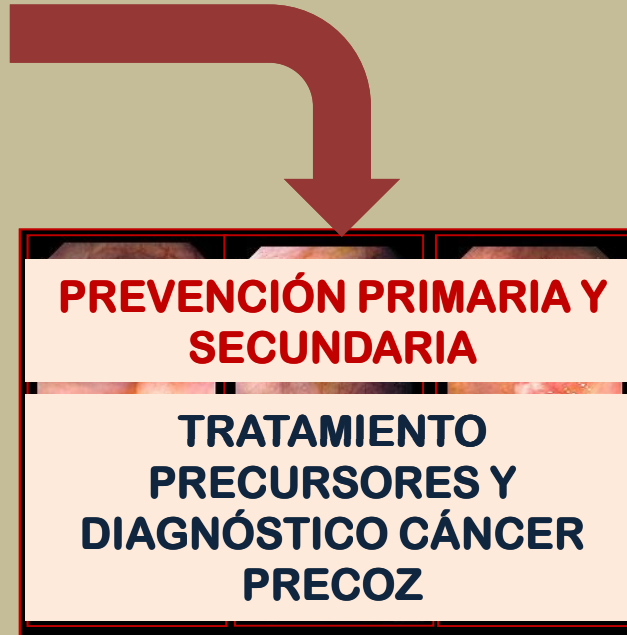 PREVENCIÓN PRIMARIA Y
SECUNDARIA
TRATAMIENTO
PRECURSORES Y
DIAGNÓSTICO CÁNCER
PRECOZ